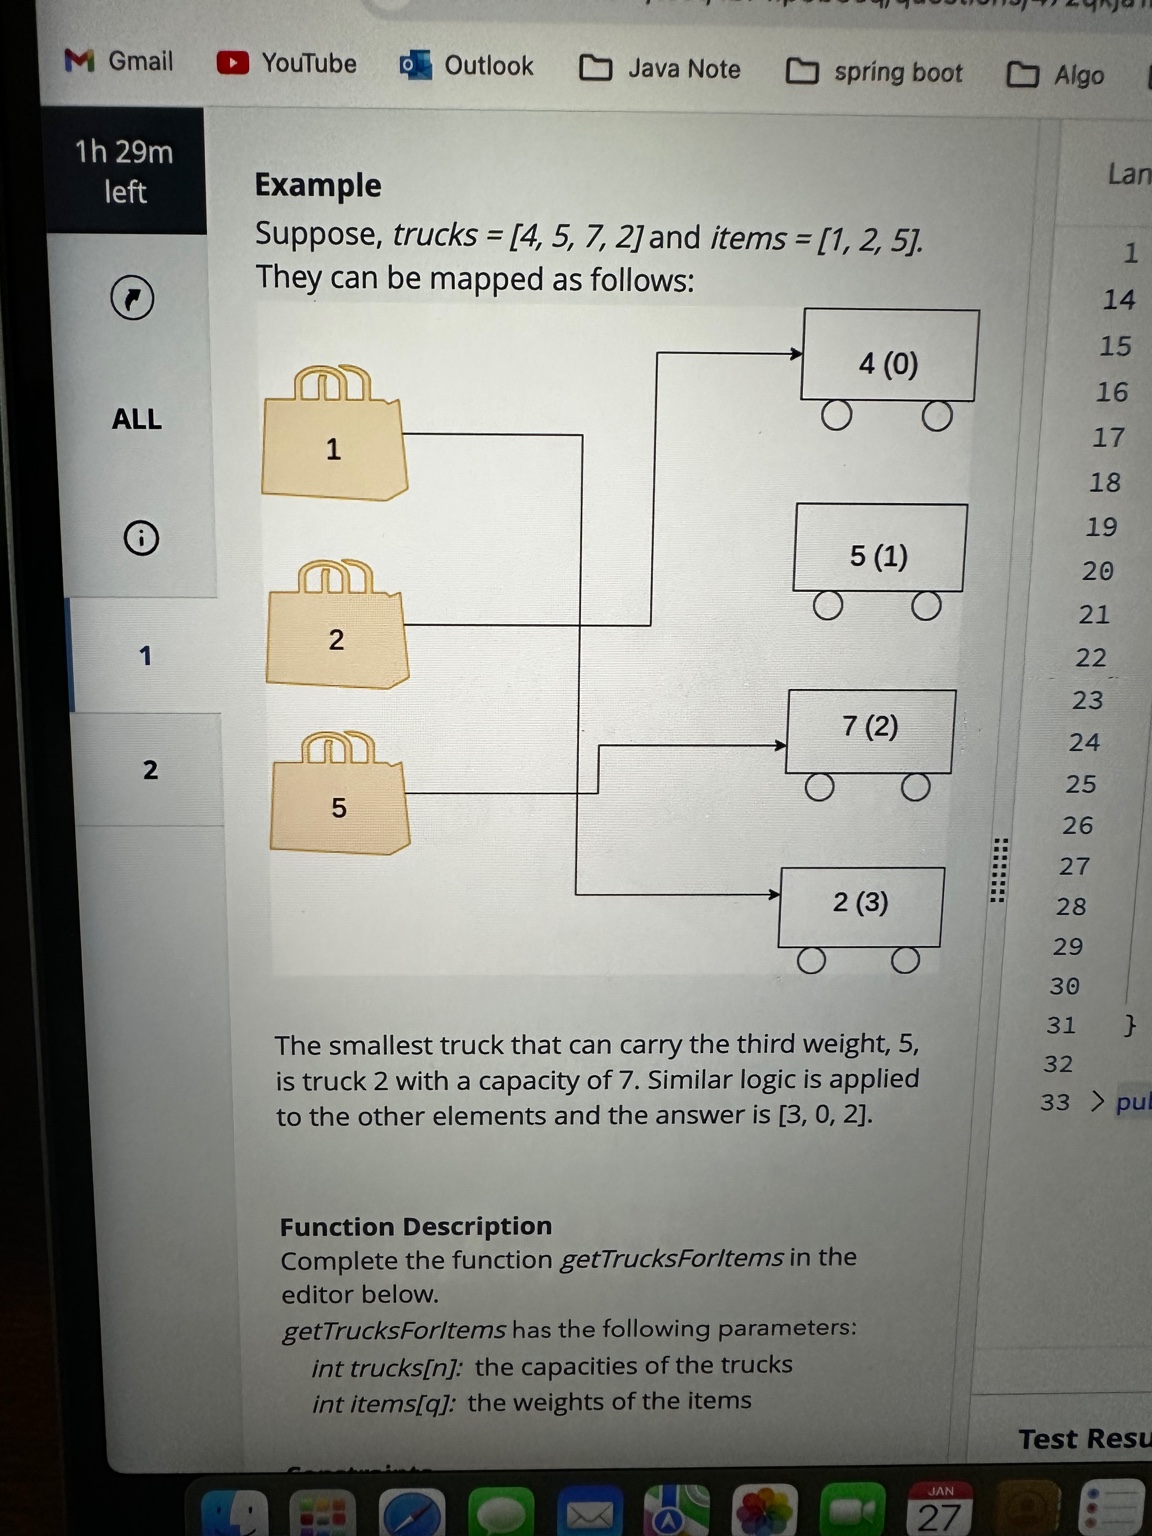 Gmail YouTube Outlook Java Note spring boot Algo
1h 29m
left
ALL
1
2
Example
Suppose, trucks = [4, 5, 7, 2] and items = [1, 2, 5].
They can be mapped as follows:
1
2
5
4 (0)
5 (1)
7 (2)
2 (3)
The smallest truck that can carry the third weight, 5,
is truck 2 with a capacity of 7. Similar logic is applied
to the other elements and the answer is [3, 0, 2].
Function Description
Complete the function getTrucksForItems in the
editor below.
getTrucksForItems has the following parameters:
int trucks[n]: the capacities of the trucks
int items[q]: the weights of the items
Lan
1
14
15
16
17
18
19
20
21
22
23
24
25
26
27
28
29
30
31 }
32
33 > pu
Test Resu
JAN
27